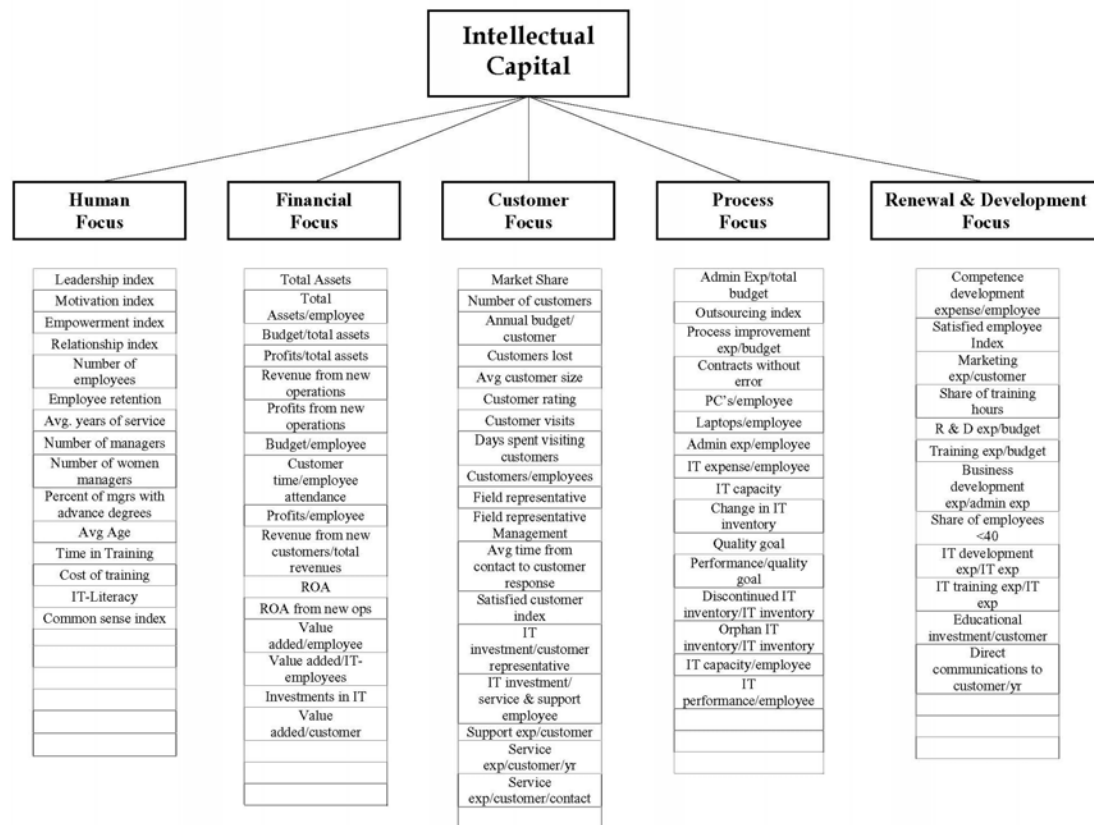 Intellectual
Capital
Human
Focus
Financial
Focus
Customer
Focus
Process
Focus
Renewal & Development
Focus
Leadership index
Motivation index
Empowerment index
Relationship index
Number of
employees
Employee retention
Avg. years of service
Number of managers
Number of women
managers
Percent of mgrs with
advance degrees
Avg Age
Time in Training
Cost of training
IT-Literacy
Common sense index
Total Assets
Total
Assets/employee
Budget/total assets
Profits/total assets
Revenue from new
operations
Profits from new
operations
Budget/employee
Customer
time/employee
attendance
Profits/employee
Revenue from new
customers/total
revenues
ROA
ROA from new ops
Value
added/employee
Value added/IT-
employees
Investments in IT
Value
added/customer
Market Share
Number of customers
Annual budget/
customer
Customers lost
Avg customer size
Customer rating
Customer visits
Days spent visiting
customers
Customers/employees
Field representative
Field representative
Management
Avg time from
contact to customer
response
Satisfied customer
index
IT
investment/customer
representative
IT investment/
service & support
employee
Support exp/customer
Service
exp/customer/yr
Service
exp/customer/contact
Admin Exp/total
budget
Outsourcing index
Process improvement
exp/budget
Contracts without
error
PC's/employee
Laptops/employee
Admin exp/employee
IT expense/employee
IT capacity
Change in IT
inventory
Quality goal
Performance/quality
goal
Discontinued IT
inventory/IT inventory
Orphan IT
inventory/IT inventory
IT capacity/employee
IT
performance/employee
Competence
development
expense/employee
Satisfied employee
Index
Marketing
exp/customer
Share of training
hours
R & D exp/budget
Training exp/budget
Business
development
exp/admin exp
Share of employees
<40
IT development
exp/IT exp
IT training exp/IT
exp
Educational
investment/customer
Direct
communications to
customer/yr